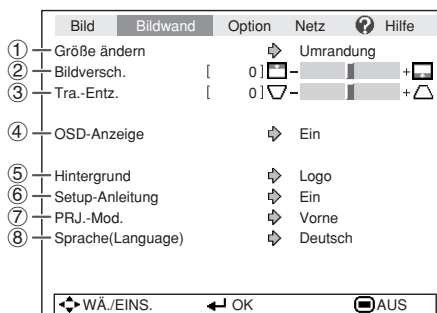 Bild Bildwand Option Netz ? Hilfe
① Größe ändern Umrandung
② Bildversch. [ 0 ] − +
③ Tra.-Entz. [ 0 ] − +
④ OSD-Anzeige Ein
⑤ Hintergrund Logo
⑥ Setup-Anleitung Ein
⑦ PRJ.-Mod. Vorne
⑧ Sprache(Language) Deutsch
WÄ./EINS. OK AUS